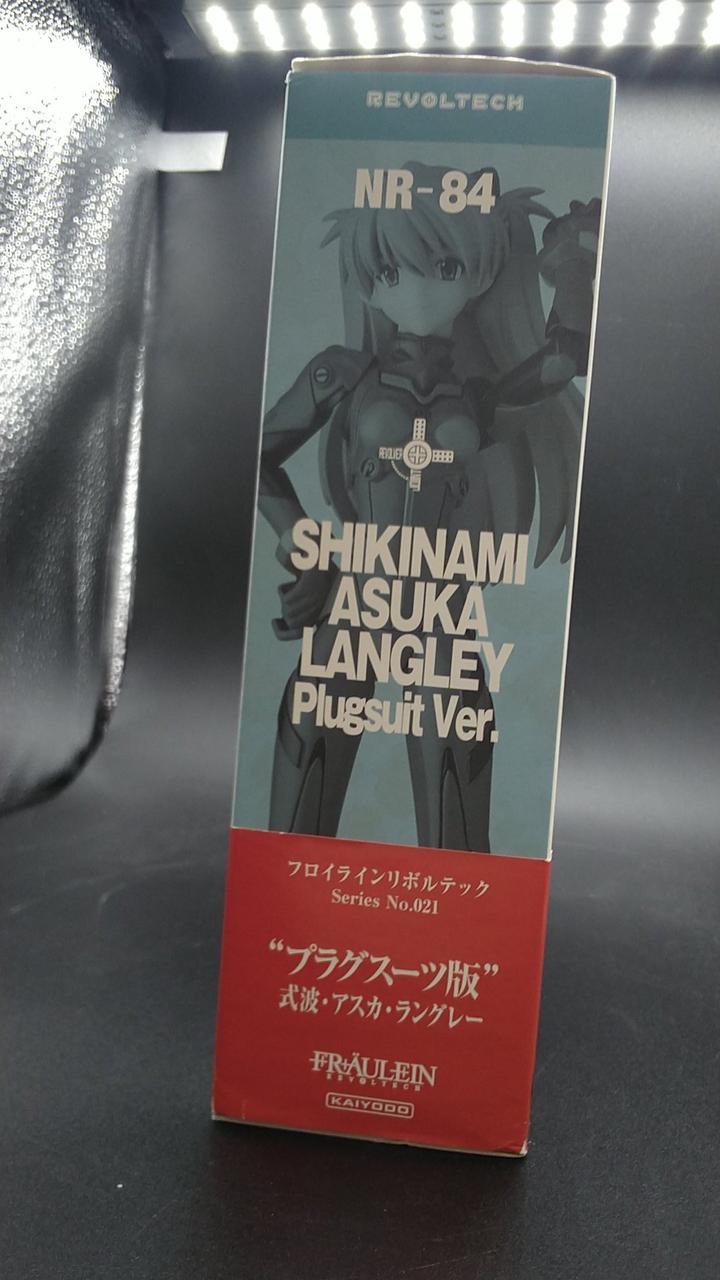 REVOLTECH
NR-84
REVOLVER
SHIKINAMI
ASUKA
LANGLEY
Plugsuit Ver.
フロイラインリボルテック
Series No.021
“プラグスーツ版”
式波・アスカ・ラングレー
FRÄULEIN
REVOLTECH
KAIYODO